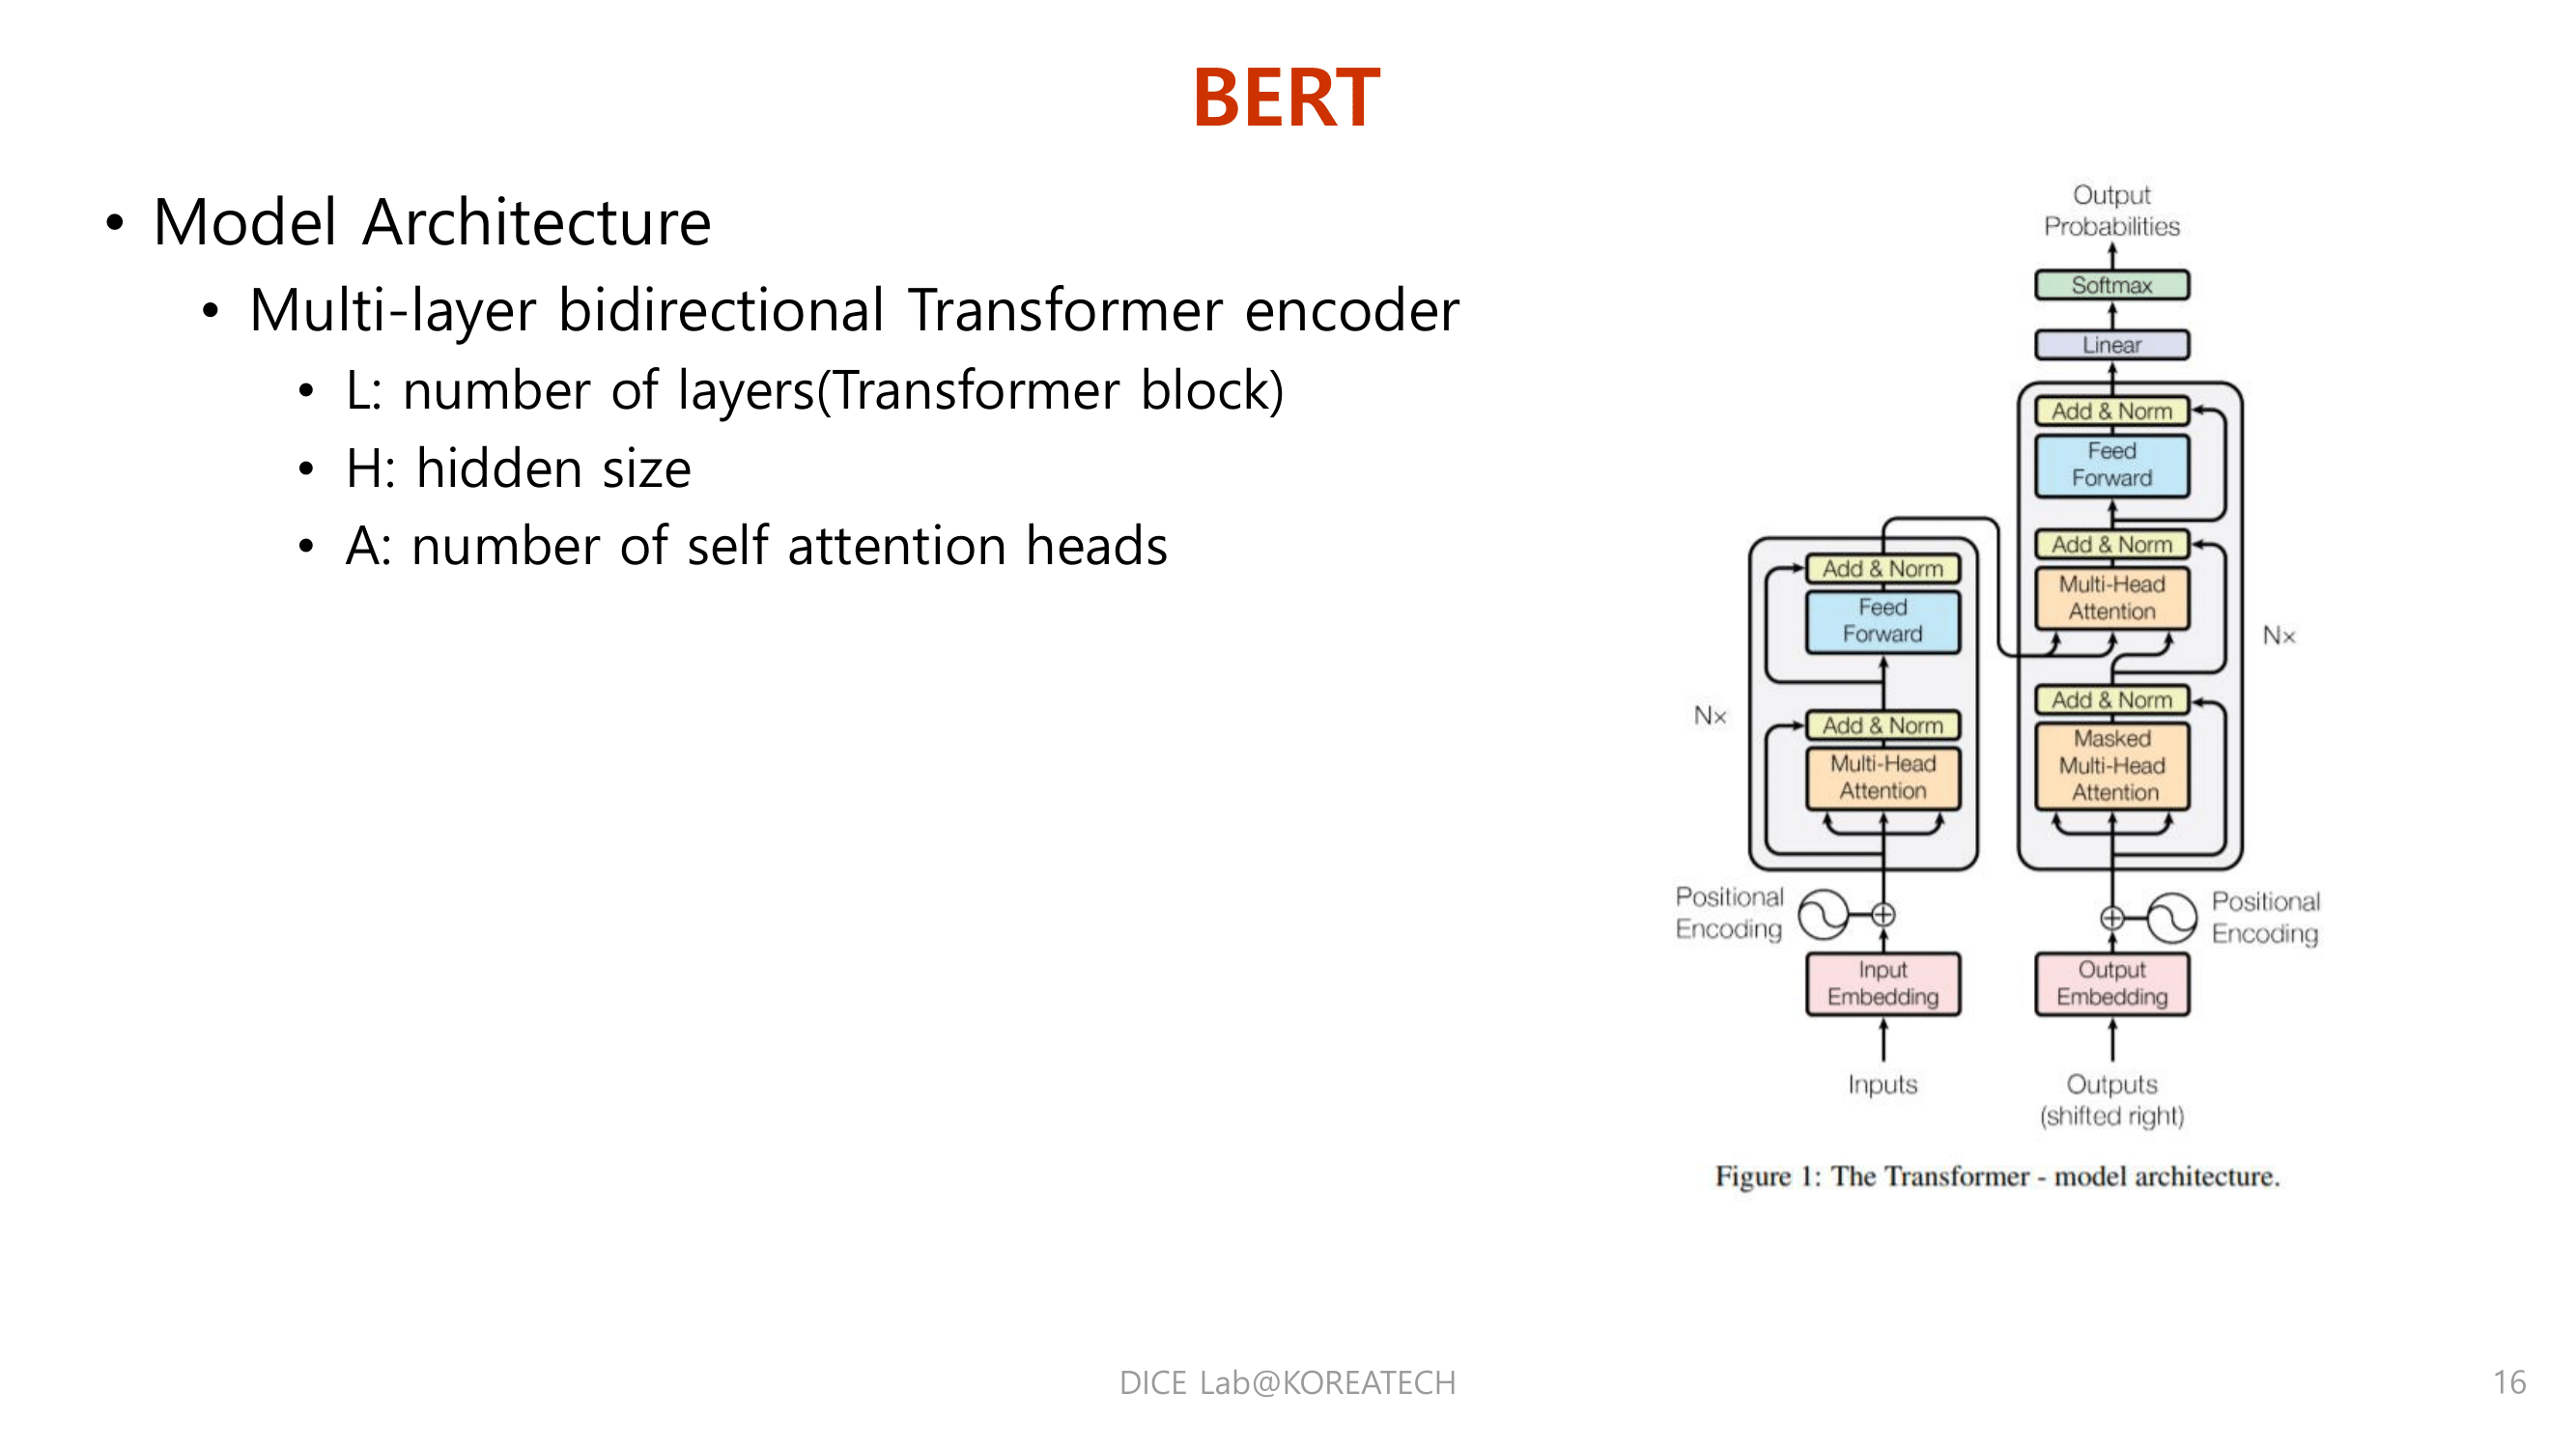 BERT
• Model Architecture
• Multi-layer bidirectional Transformer encoder
• L: number of layers(Transformer block)
• H: hidden size
• A: number of self attention heads
Output
Probabilities
Softmax
Linear
Add & Norm
Feed
Forward
Add & Norm
Multi-Head
Attention
Nx
Add & Norm
Masked
Multi-Head
Attention
Add & Norm
Feed
Forward
Nx
Add & Norm
Multi-Head
Attention
Positional
Encoding
Positional
Encoding
Input
Embedding
Output
Embedding
Inputs
Outputs
(shifted right)
Figure 1: The Transformer - model architecture.
DICE Lab@KOREATECH
16